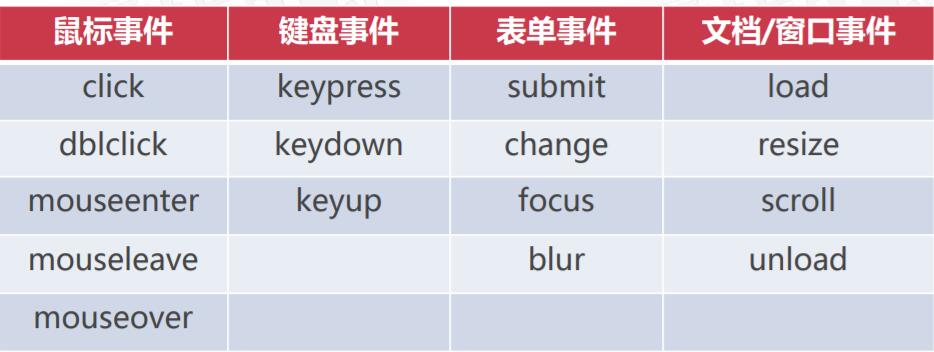 鼠标事件 键盘事件 表单事件 文档/窗口事件
click keypress submit load
dblclick keydown change resize
mouseenter keyup focus scroll
mouseleave blur unload
mouseover